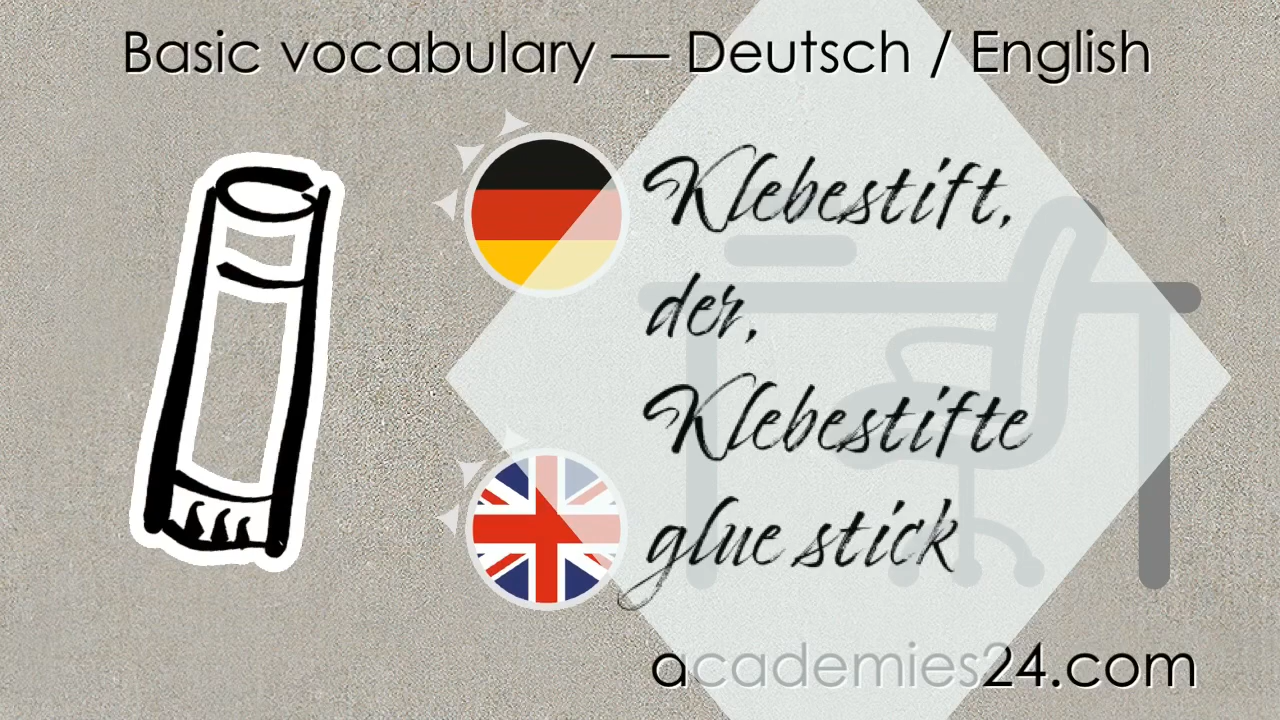 Basic vocabulary — Deutsch / English
Klebestift,
der,
Klebestifte
glue stick
academies24.com